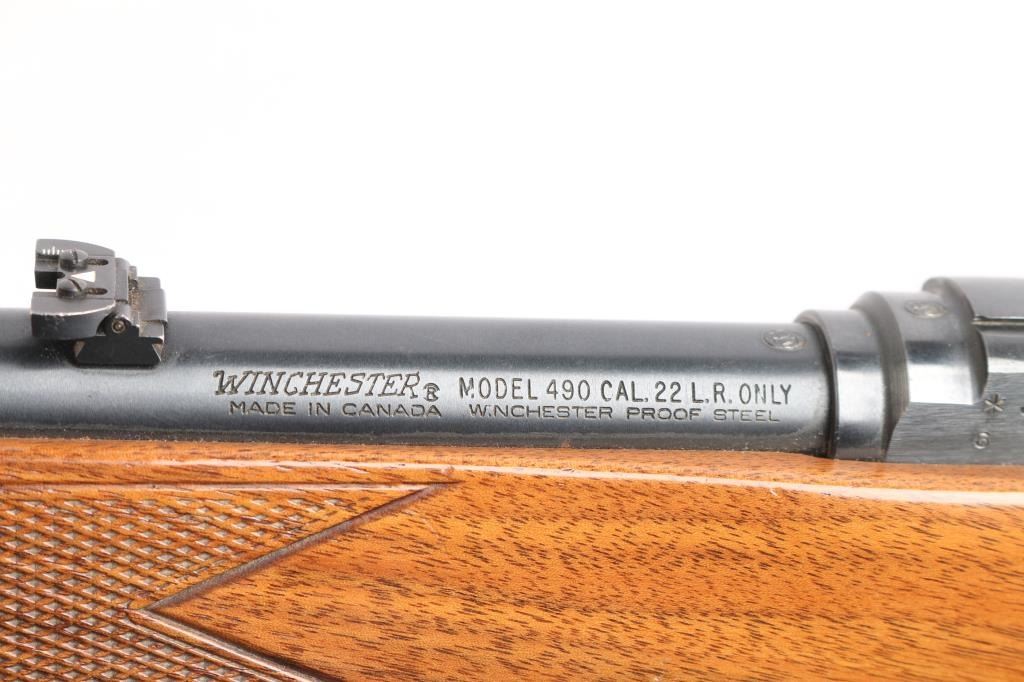 WINCHESTER® MODEL 490 CAL. 22 L.R. ONLY
MADE IN CANADA W.NCHESTER PROOF STEEL